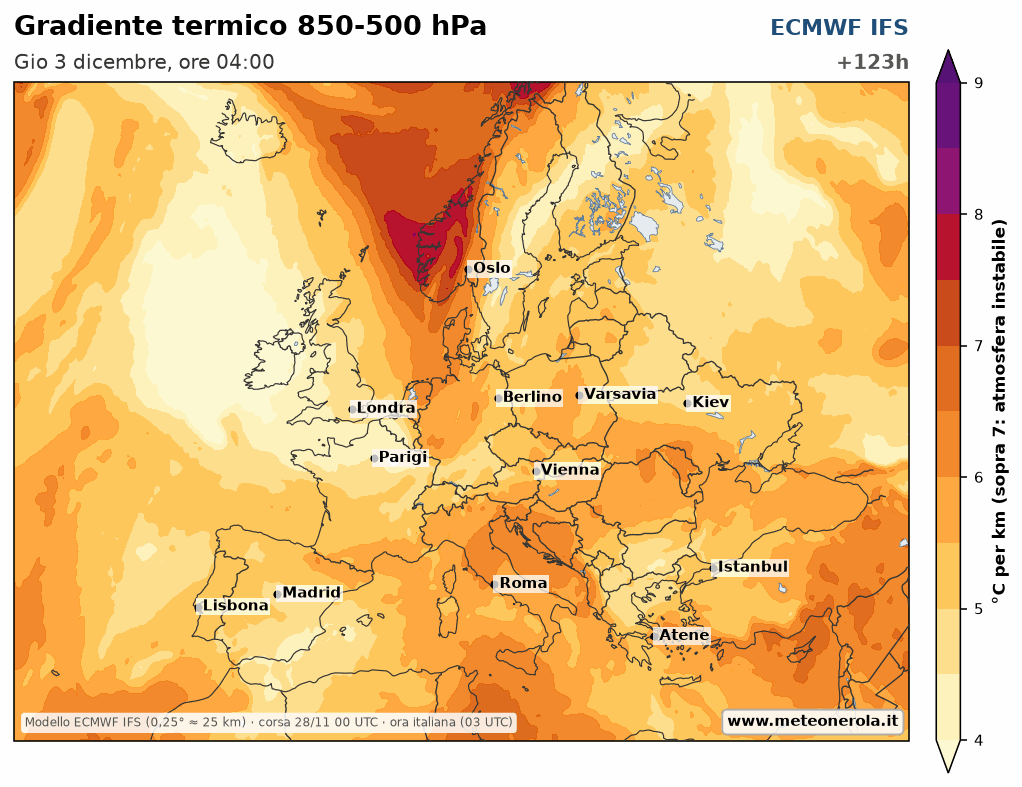 Gradiente termico 850-500 hPa
ECMWF IFS
Gio 3 dicembre, ore 04:00
+123h
9
8
7
6
5
4
°C per km (sopra 7: atmosfera instabile)
Oslo
Berlino
Varsavia
Kiev
Londra
Parigi
Vienna
Istanbul
Roma
Madrid
Lisbona
Atene
Modello ECMWF IFS (0,25° ≈ 25 km) · corsa 28/11 00 UTC · ora italiana (03 UTC)
www.meteonerola.it